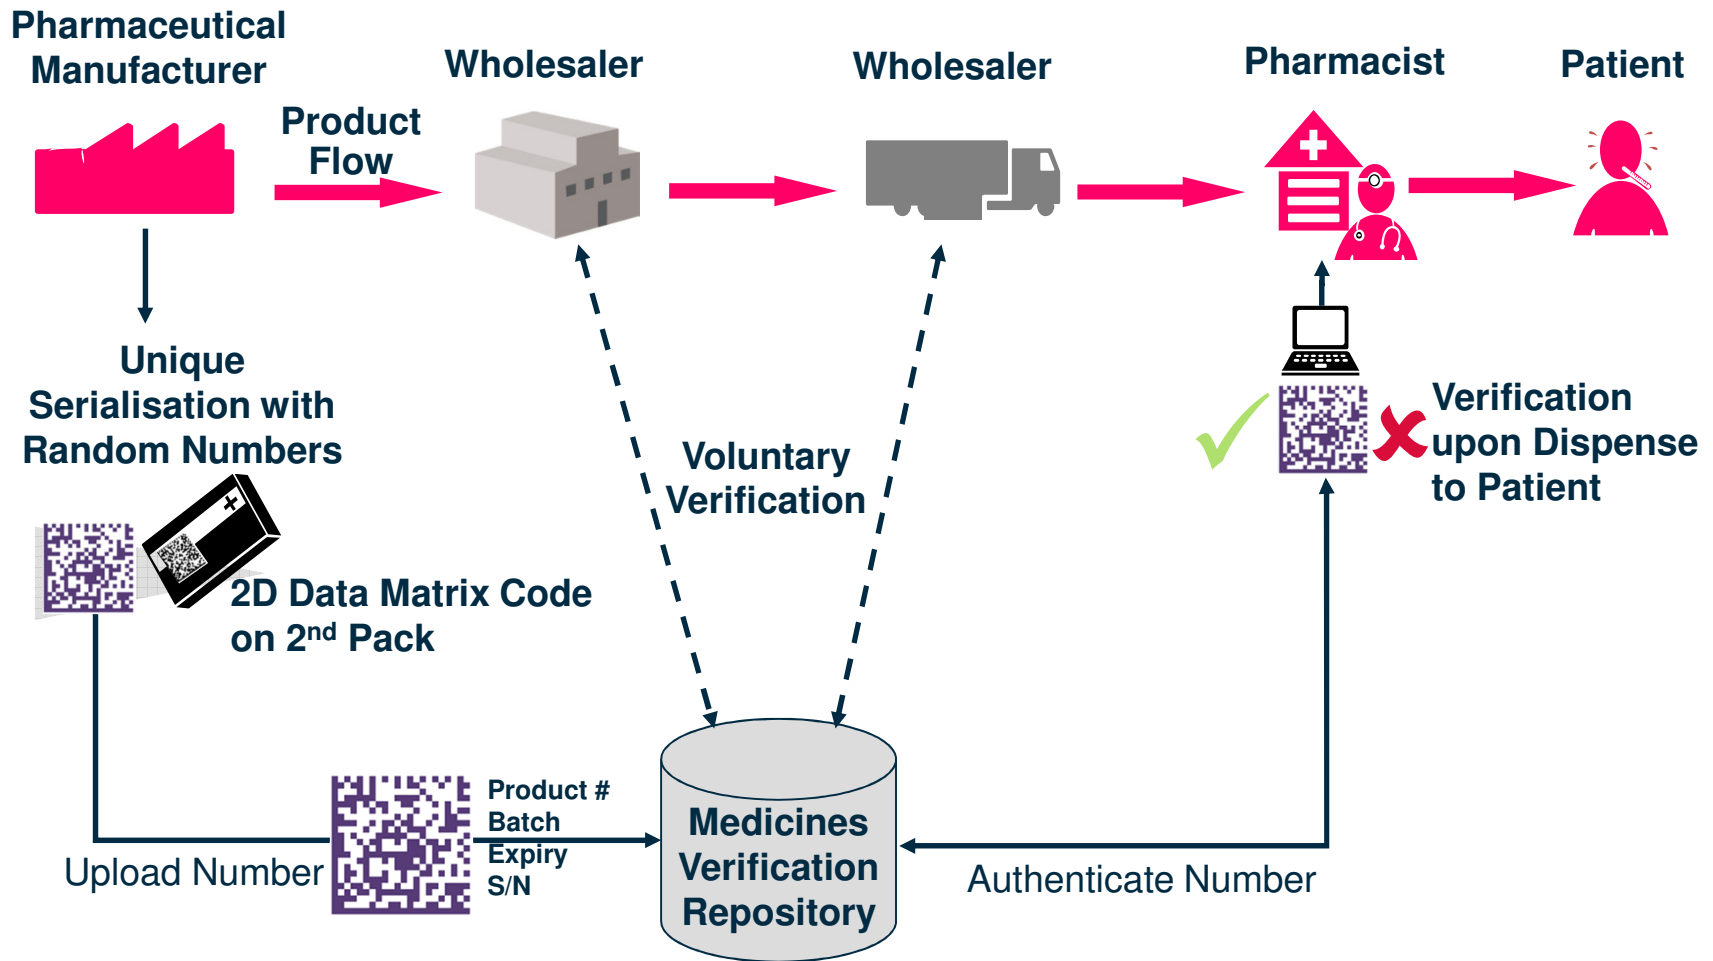 Pharmaceutical
Manufacturer
Wholesaler
Wholesaler
Pharmacist
Patient
Product
Flow
Unique
Serialisation with
Random Numbers
Voluntary
Verification
Verification
upon Dispense
to Patient
2D Data Matrix Code
on 2nd Pack
Product #
Batch
Expiry
S/N
Upload Number
Medicines
Verification
Repository
Authenticate Number